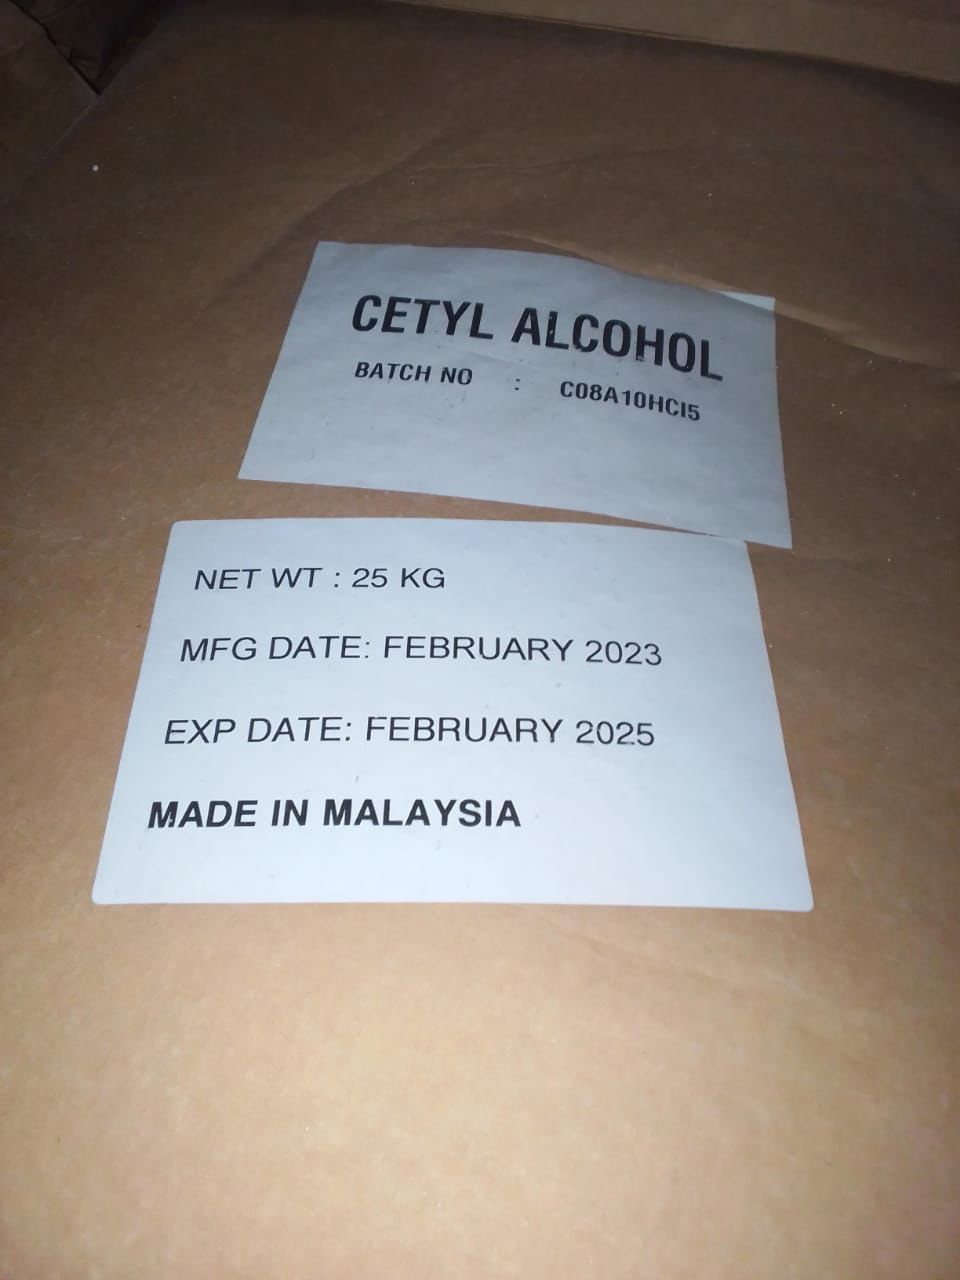 CETYL ALCOHOL
BATCH NO : C08A10HCI5
NET WT : 25 KG
MFG DATE: FEBRUARY 2023
EXP DATE: FEBRUARY 2025
MADE IN MALAYSIA